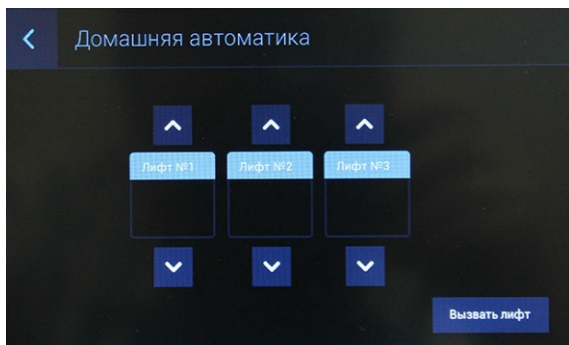 Домашняя автоматика
Лифт №1 Лифт №2 Лифт №3
Вызвать лифт